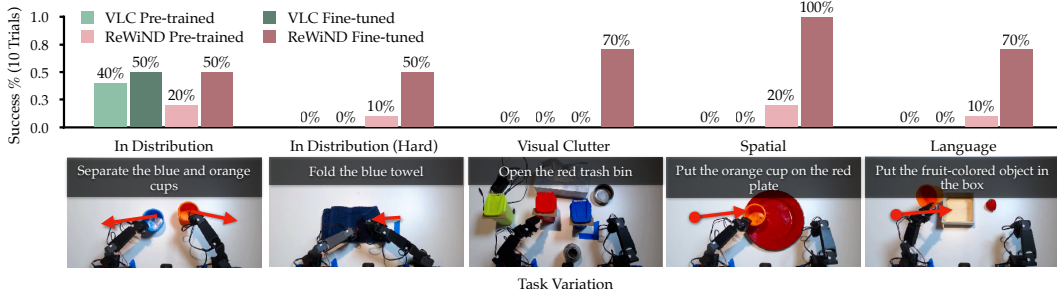 Success % (10 Trials)
1.0
0.8
0.5
0.3
0.0
VLC Pre-trained
ReWiND Pre-trained
VLC Fine-tuned
ReWiND Fine-tuned
40%
50%
20%
50%
0%
0%
10%
50%
0%
0%
0%
70%
0%
0%
20%
100%
0%
0%
10%
70%
In Distribution
In Distribution (Hard)
Visual Clutter
Spatial
Language
Separate the blue and orange
cups
Fold the blue towel
Open the red trash bin
Put the orange cup on the red
plate
Put the fruit-colored object in
the box
Task Variation